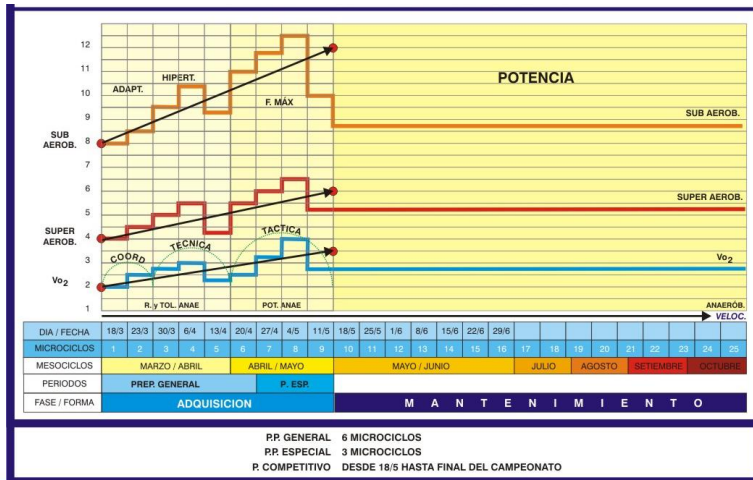 12
11
10
9
8
7
6
5
4
3
2
1
SUB AEROB.
SUPER AEROB.
Vo2
ADAPT.
HIPERT.
F. MÁX
POTENCIA
SUB AEROB.
SUPER AEROB.
Vo2
COORD
TECNICA
TACTICA
R. y TOL. ANAE
POT. ANAE
ANAERÓB.
VELOC.
DIA / FECHA 18/3 23/3 30/3 6/4 13/4 20/4 27/4 4/5 11/5 18/5 25/5 1/6 8/6 15/6 22/6 29/6
MICROCICLOS 1 2 3 4 5 6 7 8 9 10 11 12 13 14 15 16 17 18 19 20 21 22 23 24 25
MESOCICLOS MARZO / ABRIL ABRIL / MAYO MAYO / JUNIO JULIO AGOSTO SETIEMBRE OCTUBRE
PERIODOS PREP. GENERAL P. ESP.
FASE / FORMA ADQUISICION MANTENIMIENTO
P.P. GENERAL 6 MICROCICLOS
P.P. ESPECIAL 3 MICROCICLOS
P. COMPETITIVO DESDE 18/5 HASTA FINAL DEL CAMPEONATO